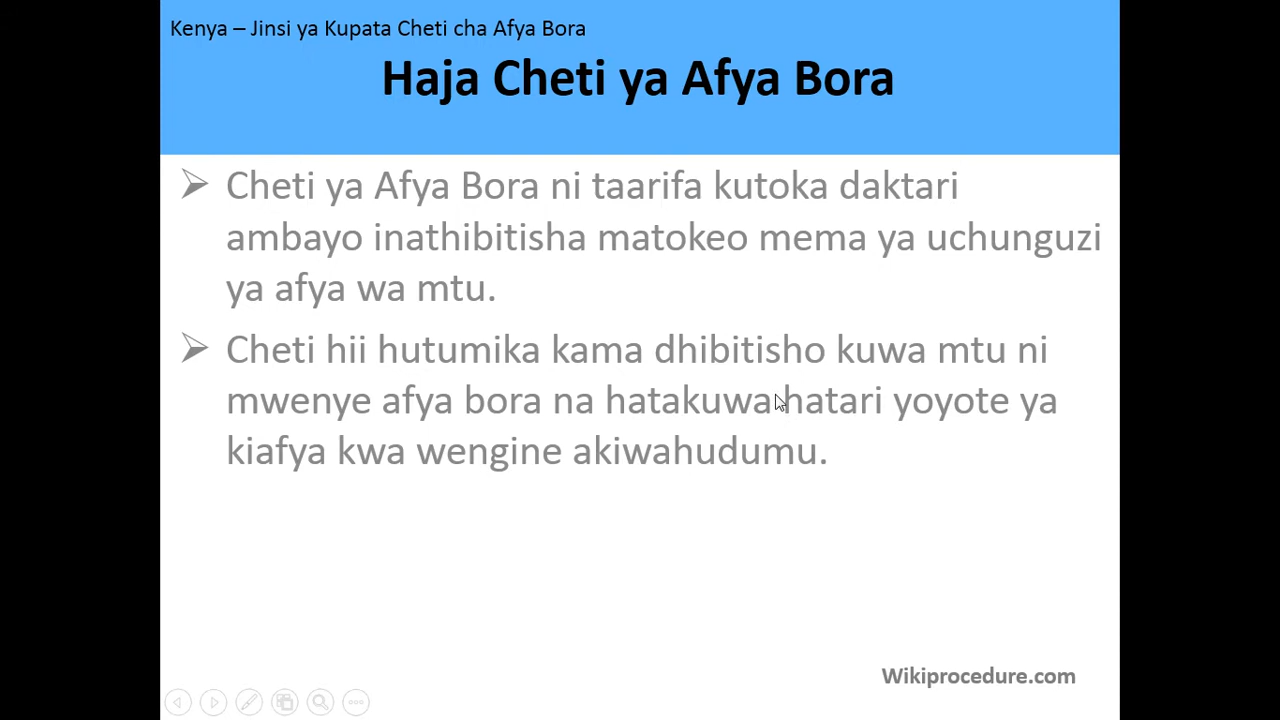 Kenya – Jinsi ya Kupata Cheti cha Afya Bora
Haja Cheti ya Afya Bora
➢ Cheti ya Afya Bora ni taarifa kutoka daktari
ambayo inathibitisha matokeo mema ya uchunguzi
ya afya wa mtu.
➢ Cheti hii hutumika kama dhibitisho kuwa mtu ni
mwenye afya bora na hatakuwa hatari yoyote ya
kiafya kwa wengine akiwahudumu.
Wikiprocedure.com